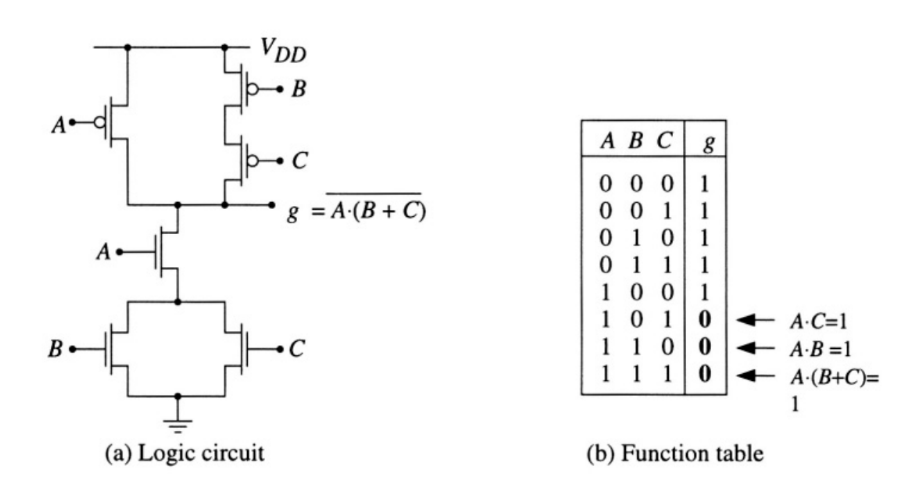 V_DD
B
A
C
g = \overline{A·(B + C)}
A
B
C
(a) Logic circuit
A B C g
0 0 0 1
0 0 1 1
0 1 0 1
0 1 1 1
1 0 0 1
1 0 1 0 A·C=1
1 1 0 0 A·B =1
1 1 1 0 A·(B+C)=
1
(b) Function table